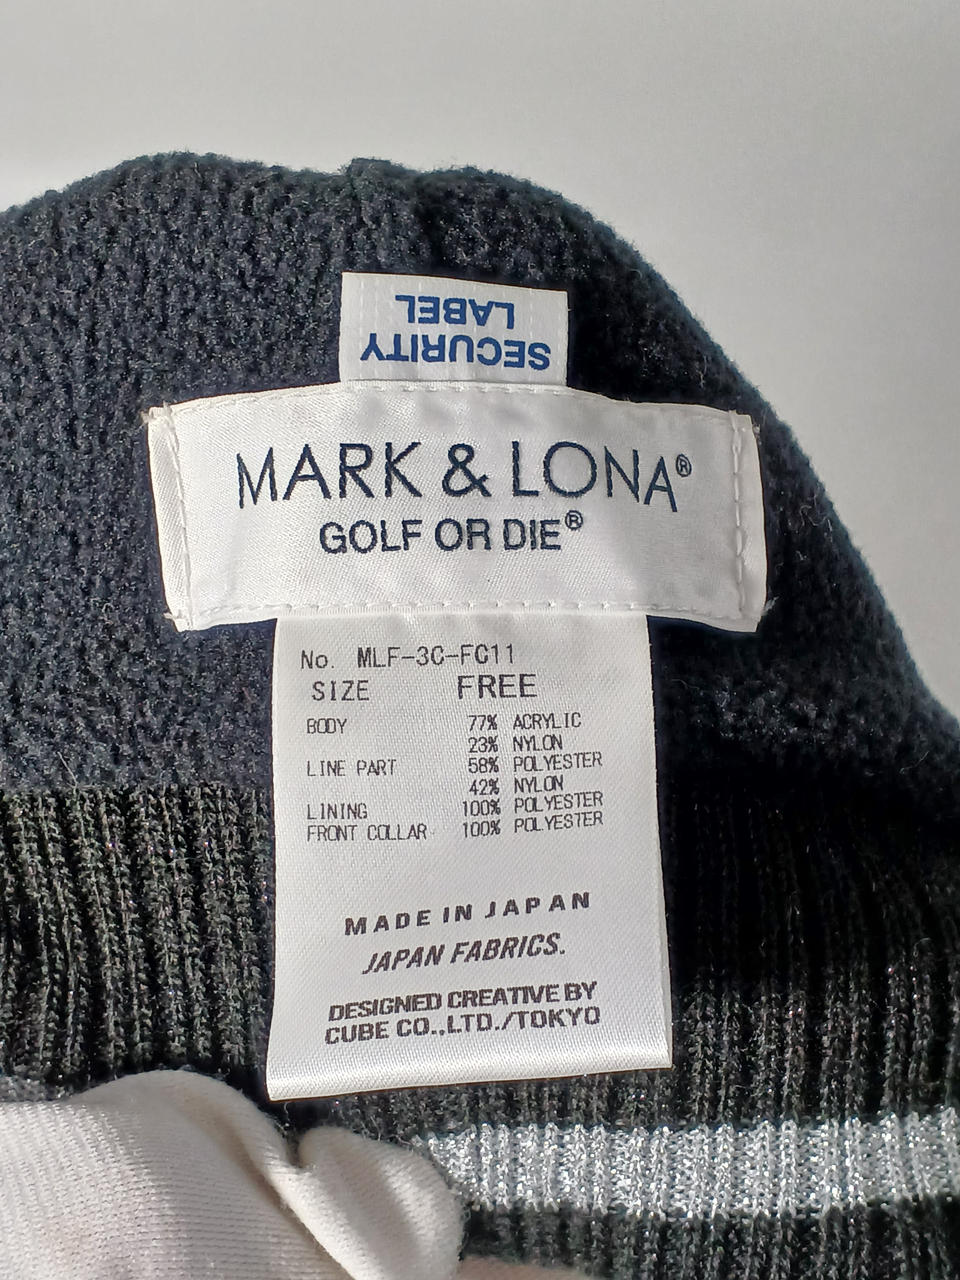 SECURITY
LABEL
MARK & LONA®
GOLF OR DIE®
No. MLF-3C-FC11
SIZE FREE
BODY 77% ACRYLIC
23% NYLON
LINE PART 58% POLYESTER
42% NYLON
LINING 100% POLYESTER
FRONT COLLAR 100% POLYESTER
MADE IN JAPAN
JAPAN FABRICS.
DESIGNED CREATIVE BY
CUBE CO.,LTD./TOKYO